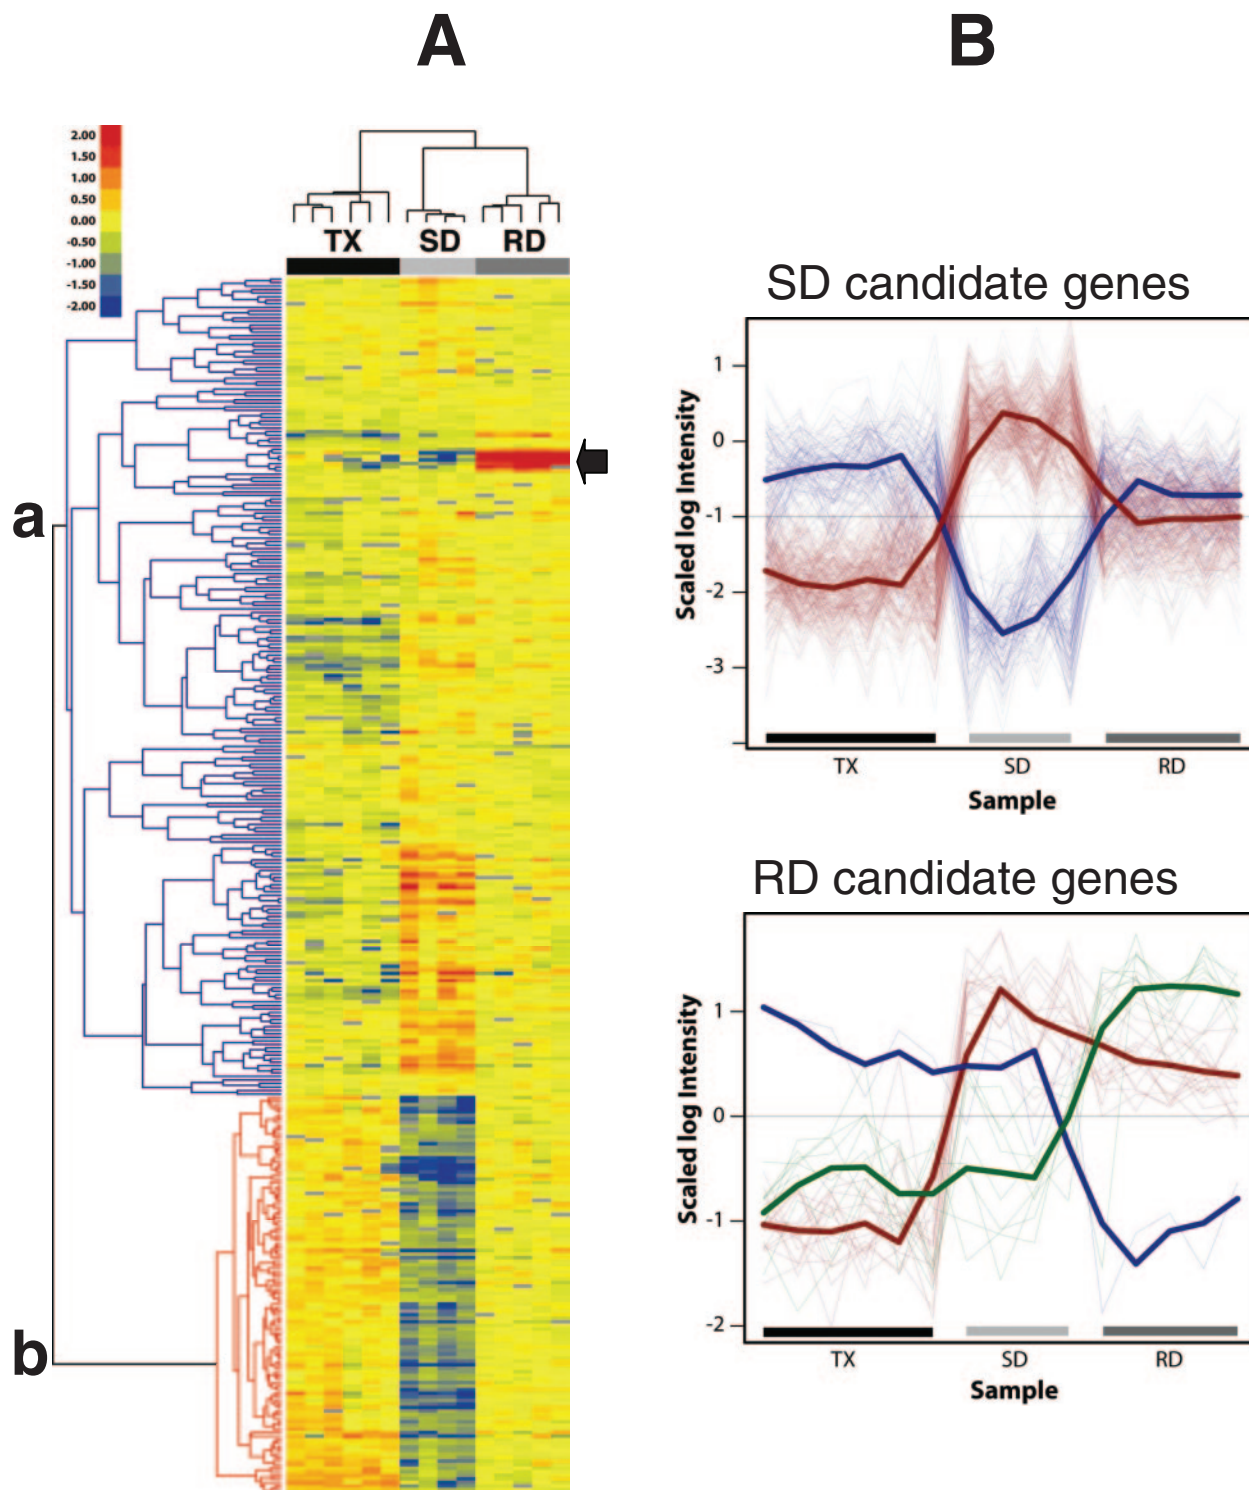 A
B
2.00
1.50
1.00
0.50
0.00
-0.50
-1.00
-1.50
-2.00
TX SD RD
a
b
SD candidate genes
Scaled log Intensity
1
0
-1
-2
-3
TX SD RD
Sample
RD candidate genes
Scaled log Intensity
1
0
-1
-2
TX SD RD
Sample